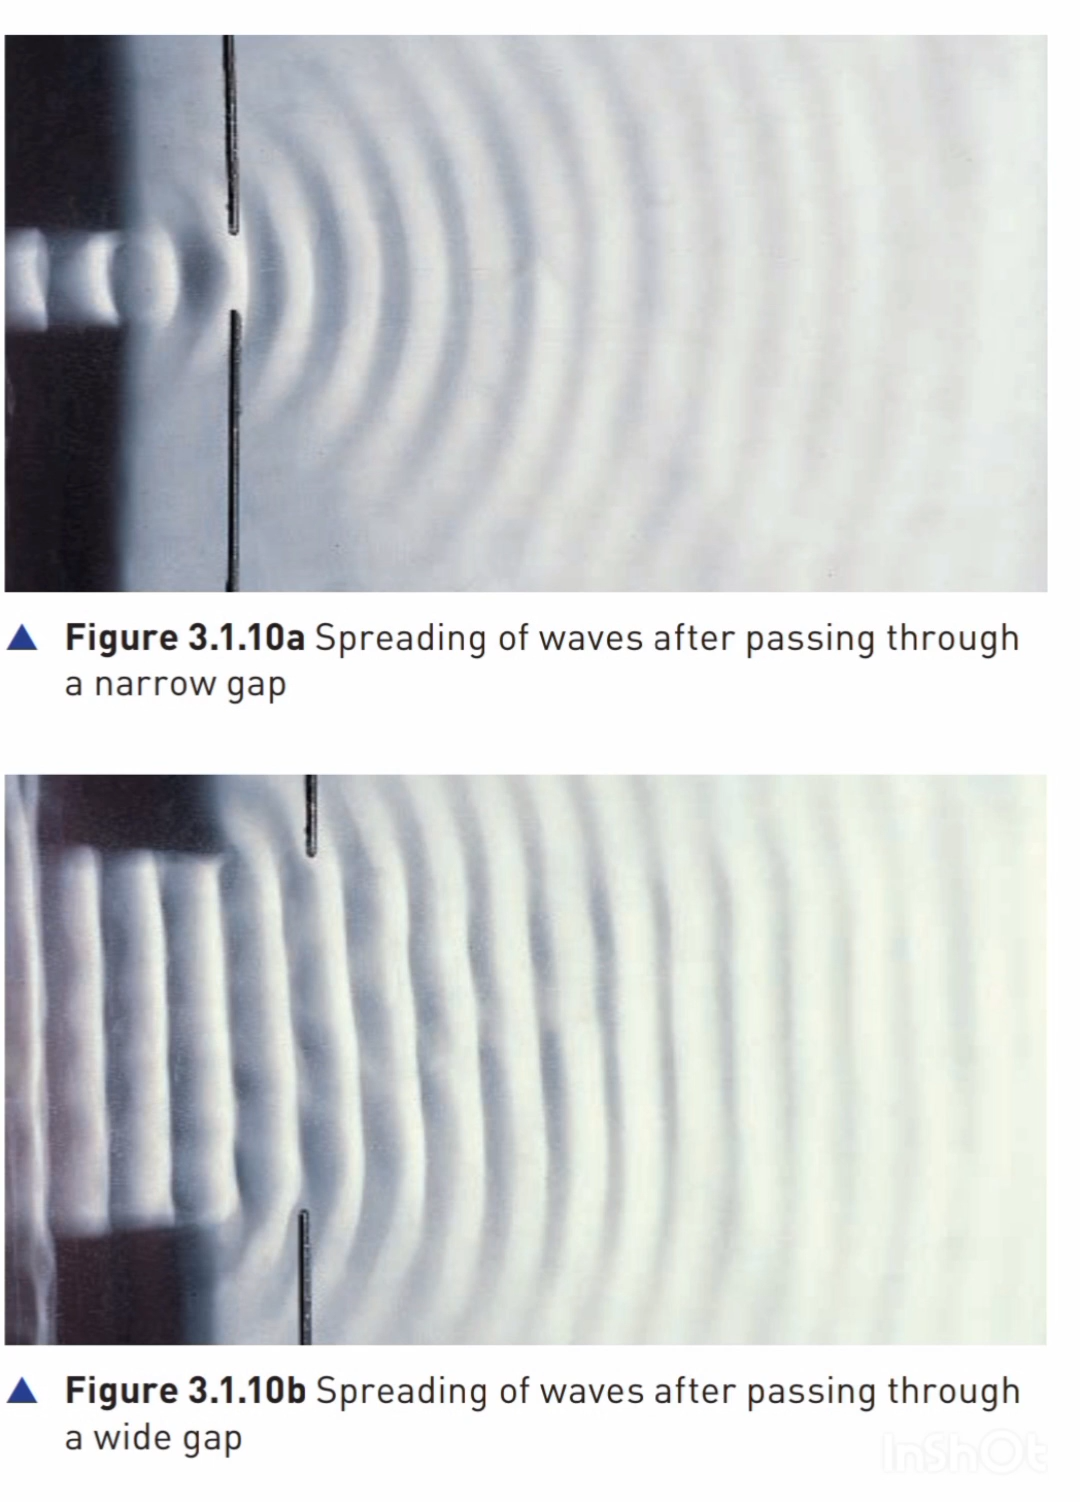 ▲ Figure 3.1.10a Spreading of waves after passing through
a narrow gap
▲ Figure 3.1.10b Spreading of waves after passing through
a wide gap
InShOt